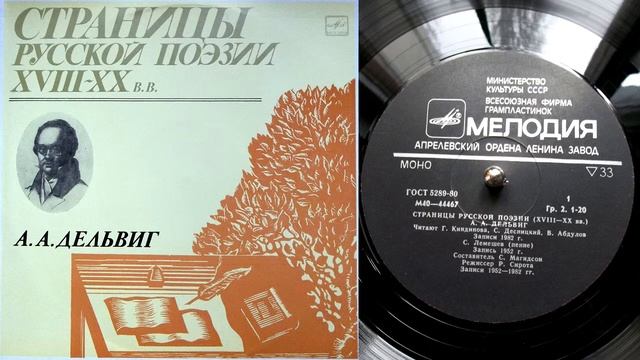 СТРАНИЦЫ
РУССКОЙ ПОЭЗИИ
XVIII-XX В.В.
А. А. ДЕЛЬВИГ
МИНИСТЕРСТВО
КУЛЬТУРЫ СССР
ВСЕСОЮЗНАЯ ФИРМА
ГРАМПЛАСТИНОК
МЕЛОДИЯ
АПРЕЛЕВСКИЙ ОРДЕНА ЛЕНИНА ЗАВОД
МОНО
▽33
ГОСТ 5289-80
М40—44467
1
Гр. 2. 1-20
СТРАНИЦЫ РУССКОЙ ПОЭЗИИ (XVIII—XX вв.)
А. А. ДЕЛЬВИГ
Читают Г. Киндинова, С. Десницкий, В. Абдулов
Записи 1982 г.
С. Лемешев (пение)
Запись 1952 г.
Составитель С. Магидсон
Режиссер Р. Сирота
Записи 1952—1982 гг.